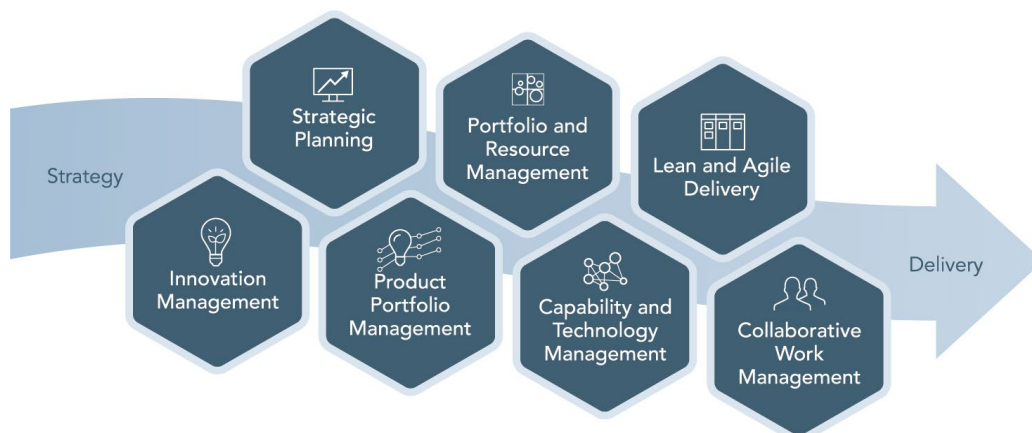 Strategy
Strategic
Planning
Portfolio and
Resource
Management
Lean and Agile
Delivery
Innovation
Management
Product
Portfolio
Management
Capability and
Technology
Management
Collaborative
Work
Management
Delivery